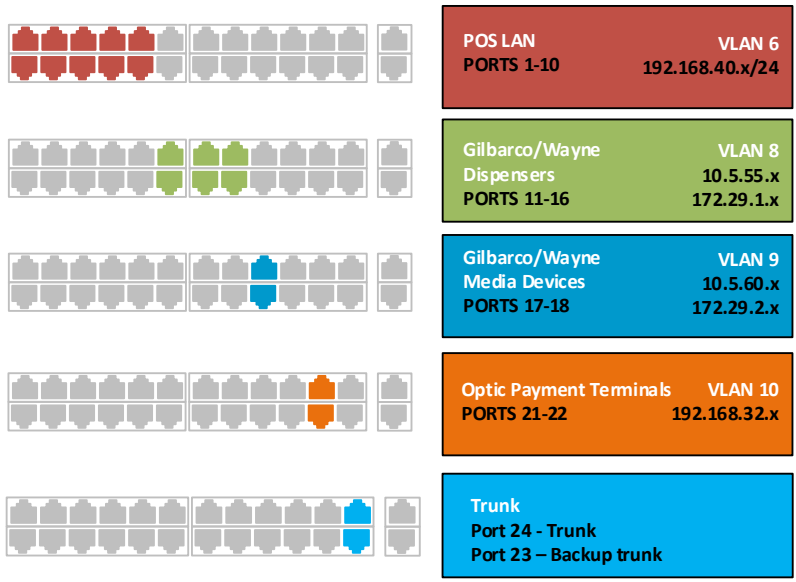 POS LAN VLAN 6
PORTS 1-10 192.168.40.x/24
Gilbarco/Wayne VLAN 8
Dispensers 10.5.55.x
PORTS 11-16 172.29.1.x
Gilbarco/Wayne VLAN 9
Media Devices 10.5.60.x
PORTS 17-18 172.29.2.x
Optic Payment Terminals VLAN 10
PORTS 21-22 192.168.32.x
Trunk
Port 24 - Trunk
Port 23 – Backup trunk